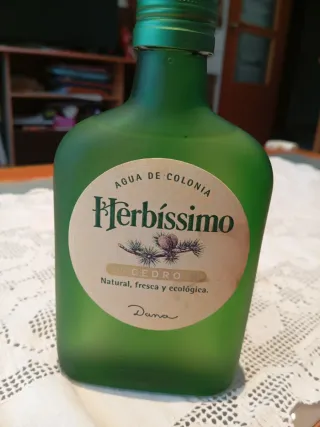 AGUA DE COLONIA
Herbíssimo
CEDRO
Natural, fresca y ecológica.
Dana